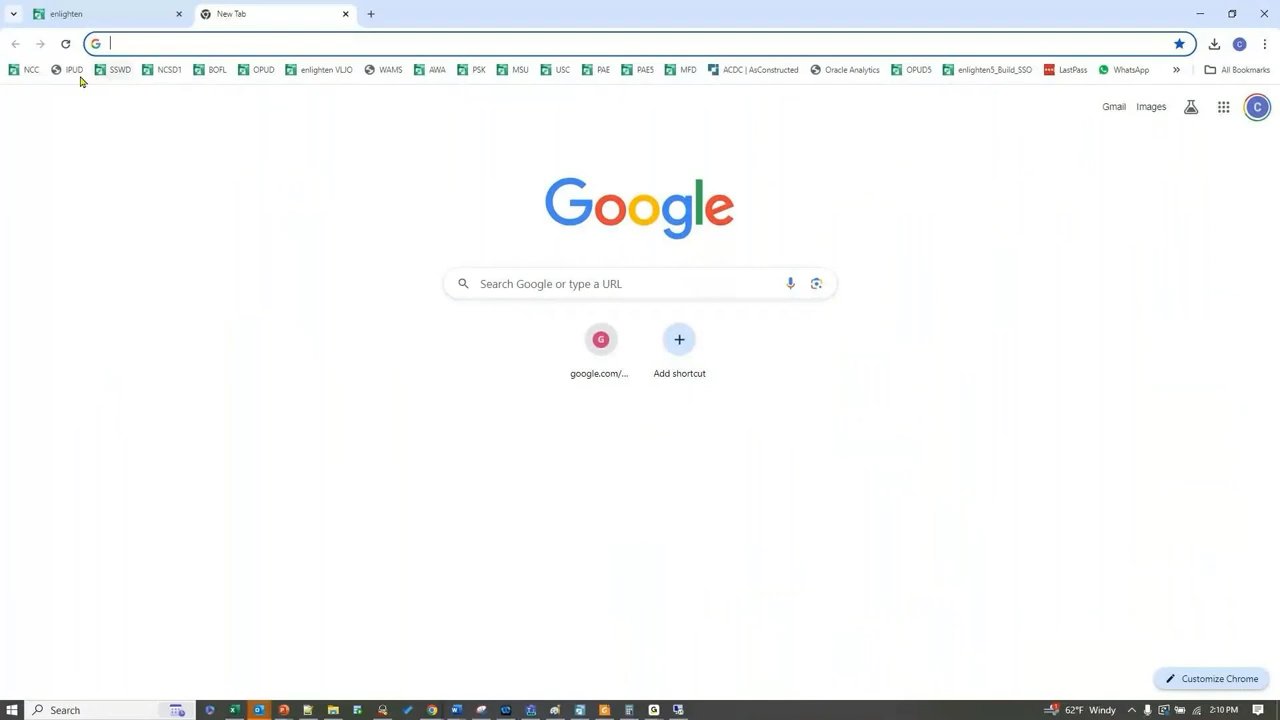 enlighten
New Tab
NCC IPUD SSWD NCSD1 BOFL OPUD enlighten VLJO WAMS AWA PSK MSU USC PAE PAE5 MFD ACDC | AsConstructed Oracle Analytics OPUD5 enlighten5_Build_SSO LastPass WhatsApp » All Bookmarks
Gmail Images C
Google
Search Google or type a URL
G
google.com/... Add shortcut
Customize Chrome
Search
62°F Windy 2:10 PM